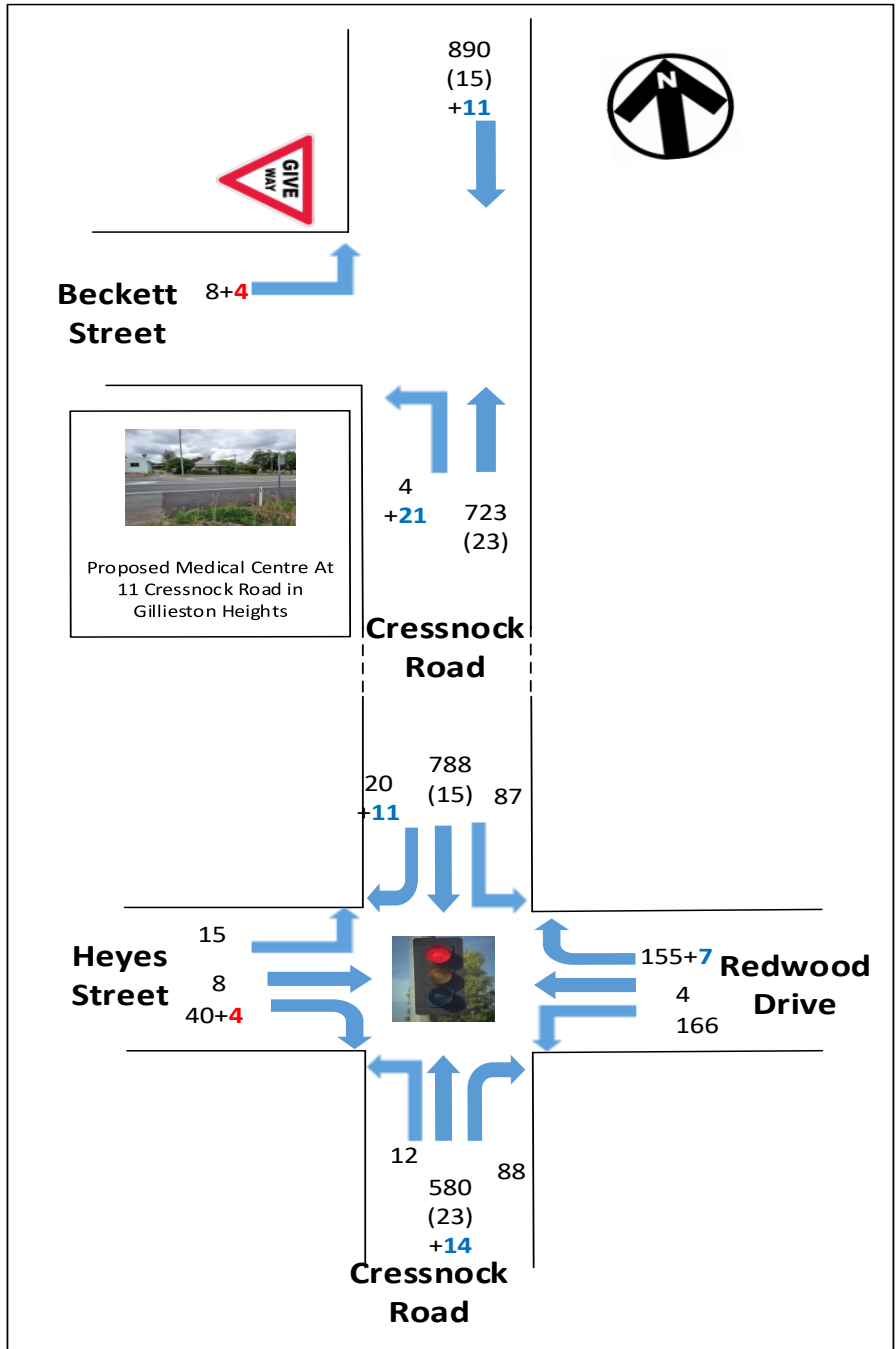 890
(15)
+11
N
GIVE
WAY
Beckett
Street
8+4
4
+21
723
(23)
Proposed Medical Centre At
11 Cressnock Road in
Gillieston Heights
Cressnock
Road
20
+11
788
(15)
87
Heyes
Street
15
8
40+4
155+7
4
166
Redwood
Drive
12
580
(23)
+14
88
Cressnock
Road